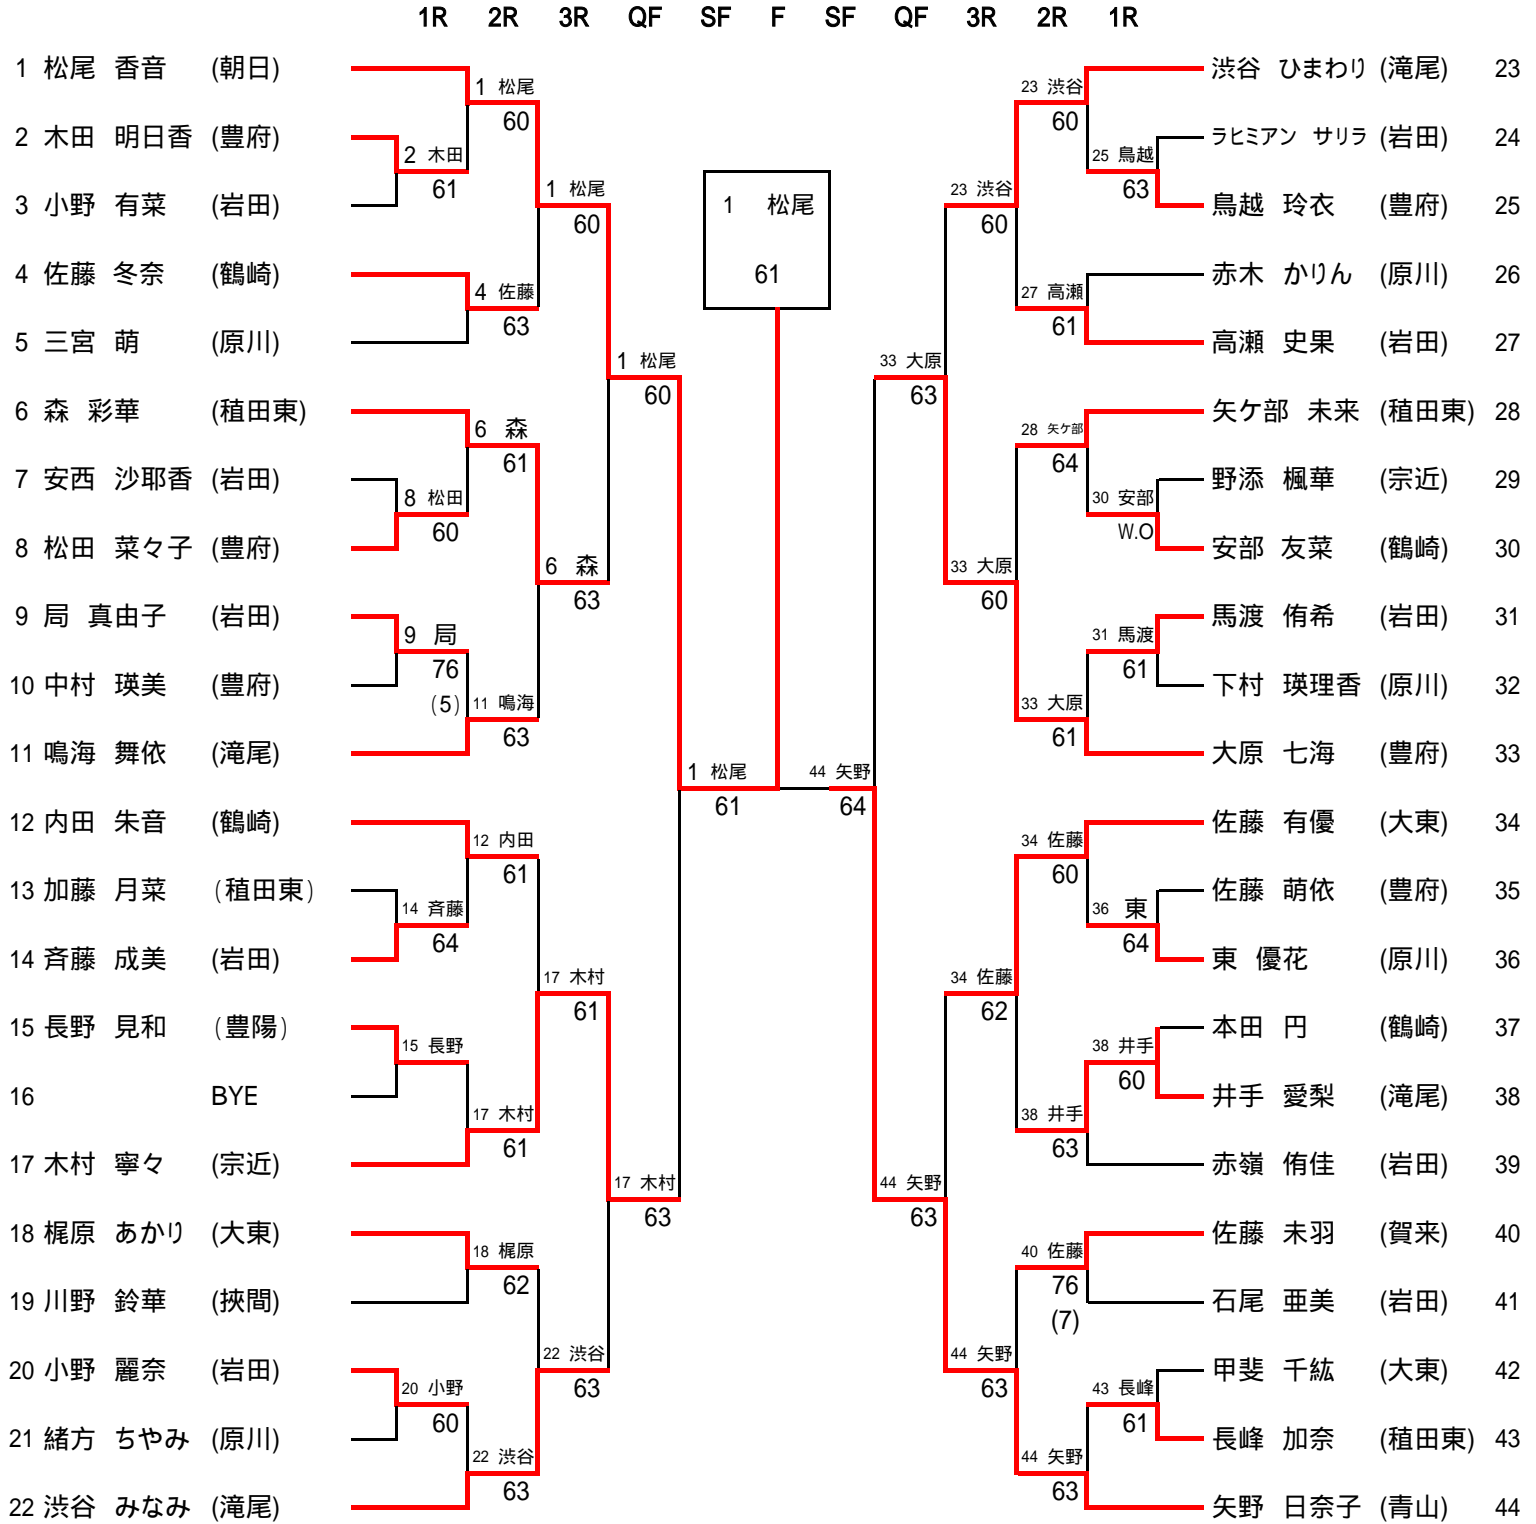 1R 2R 3R QF SF F SF QF 3R 2R 1R
1 松尾 香音 (朝日)
2 木田 明日香 (豊府)
3 小野 有菜 (岩田)
4 佐藤 冬奈 (鶴崎)
5 三宮 萌 (原川)
6 森 彩華 (稙田東)
7 安西 沙耶香 (岩田)
8 松田 菜々子 (豊府)
9 局 真由子 (岩田)
10 中村 瑛美 (豊府)
11 鳴海 舞依 (滝尾)
12 内田 朱音 (鶴崎)
13 加藤 月菜 (稙田東)
14 斉藤 成美 (岩田)
15 長野 見和 (豊陽)
16 BYE
17 木村 寧々 (宗近)
18 梶原 あかり (大東)
19 川野 鈴華 (挾間)
20 小野 麗奈 (岩田)
21 緒方 ちやみ (原川)
22 渋谷 みなみ (滝尾)
2 木田
61
8 松田
60
9 局
76
(5)
14 斉藤
64
15 長野
20 小野
60
1 松尾
60
4 佐藤
63
6 森
61
11 鳴海
63
12 内田
61
17 木村
61
18 梶原
62
22 渋谷
63
1 松尾
60
6 森
63
17 木村
61
22 渋谷
63
1 松尾
60
17 木村
63
1 松尾
61
1 松尾
61
44 矢野
64
33 大原
63
44 矢野
63
23 渋谷
60
33 大原
60
34 佐藤
62
44 矢野
63
23 渋谷
60
27 高瀬
61
28 矢ケ部
64
33 大原
61
34 佐藤
60
38 井手
63
40 佐藤
76
(7)
44 矢野
63
25 鳥越
63
30 安部
W.O
31 馬渡
61
36 東
64
38 井手
60
43 長峰
61
渋谷 ひまわり (滝尾) 23
ラヒミアン サリラ (岩田) 24
鳥越 玲衣 (豊府) 25
赤木 かりん (原川) 26
高瀬 史果 (岩田) 27
矢ケ部 未来 (稙田東) 28
野添 楓華 (宗近) 29
安部 友菜 (鶴崎) 30
馬渡 侑希 (岩田) 31
下村 瑛理香 (原川) 32
大原 七海 (豊府) 33
佐藤 有優 (大東) 34
佐藤 萌依 (豊府) 35
東 優花 (原川) 36
本田 円 (鶴崎) 37
井手 愛梨 (滝尾) 38
赤嶺 侑佳 (岩田) 39
佐藤 未羽 (賀来) 40
石尾 亜美 (岩田) 41
甲斐 千紘 (大東) 42
長峰 加奈 (稙田東) 43
矢野 日奈子 (青山) 44